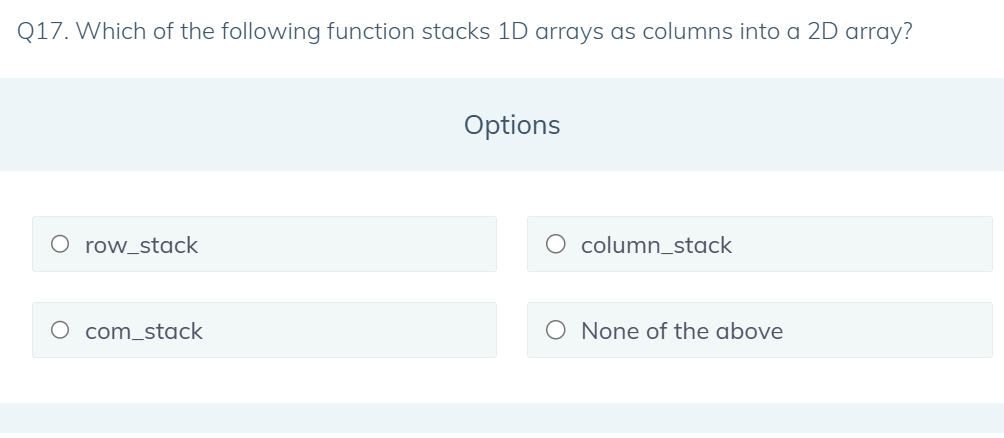 Q17. Which of the following function stacks 1D arrays as columns into a 2D array?
Options
row_stack
column_stack
com_stack
None of the above